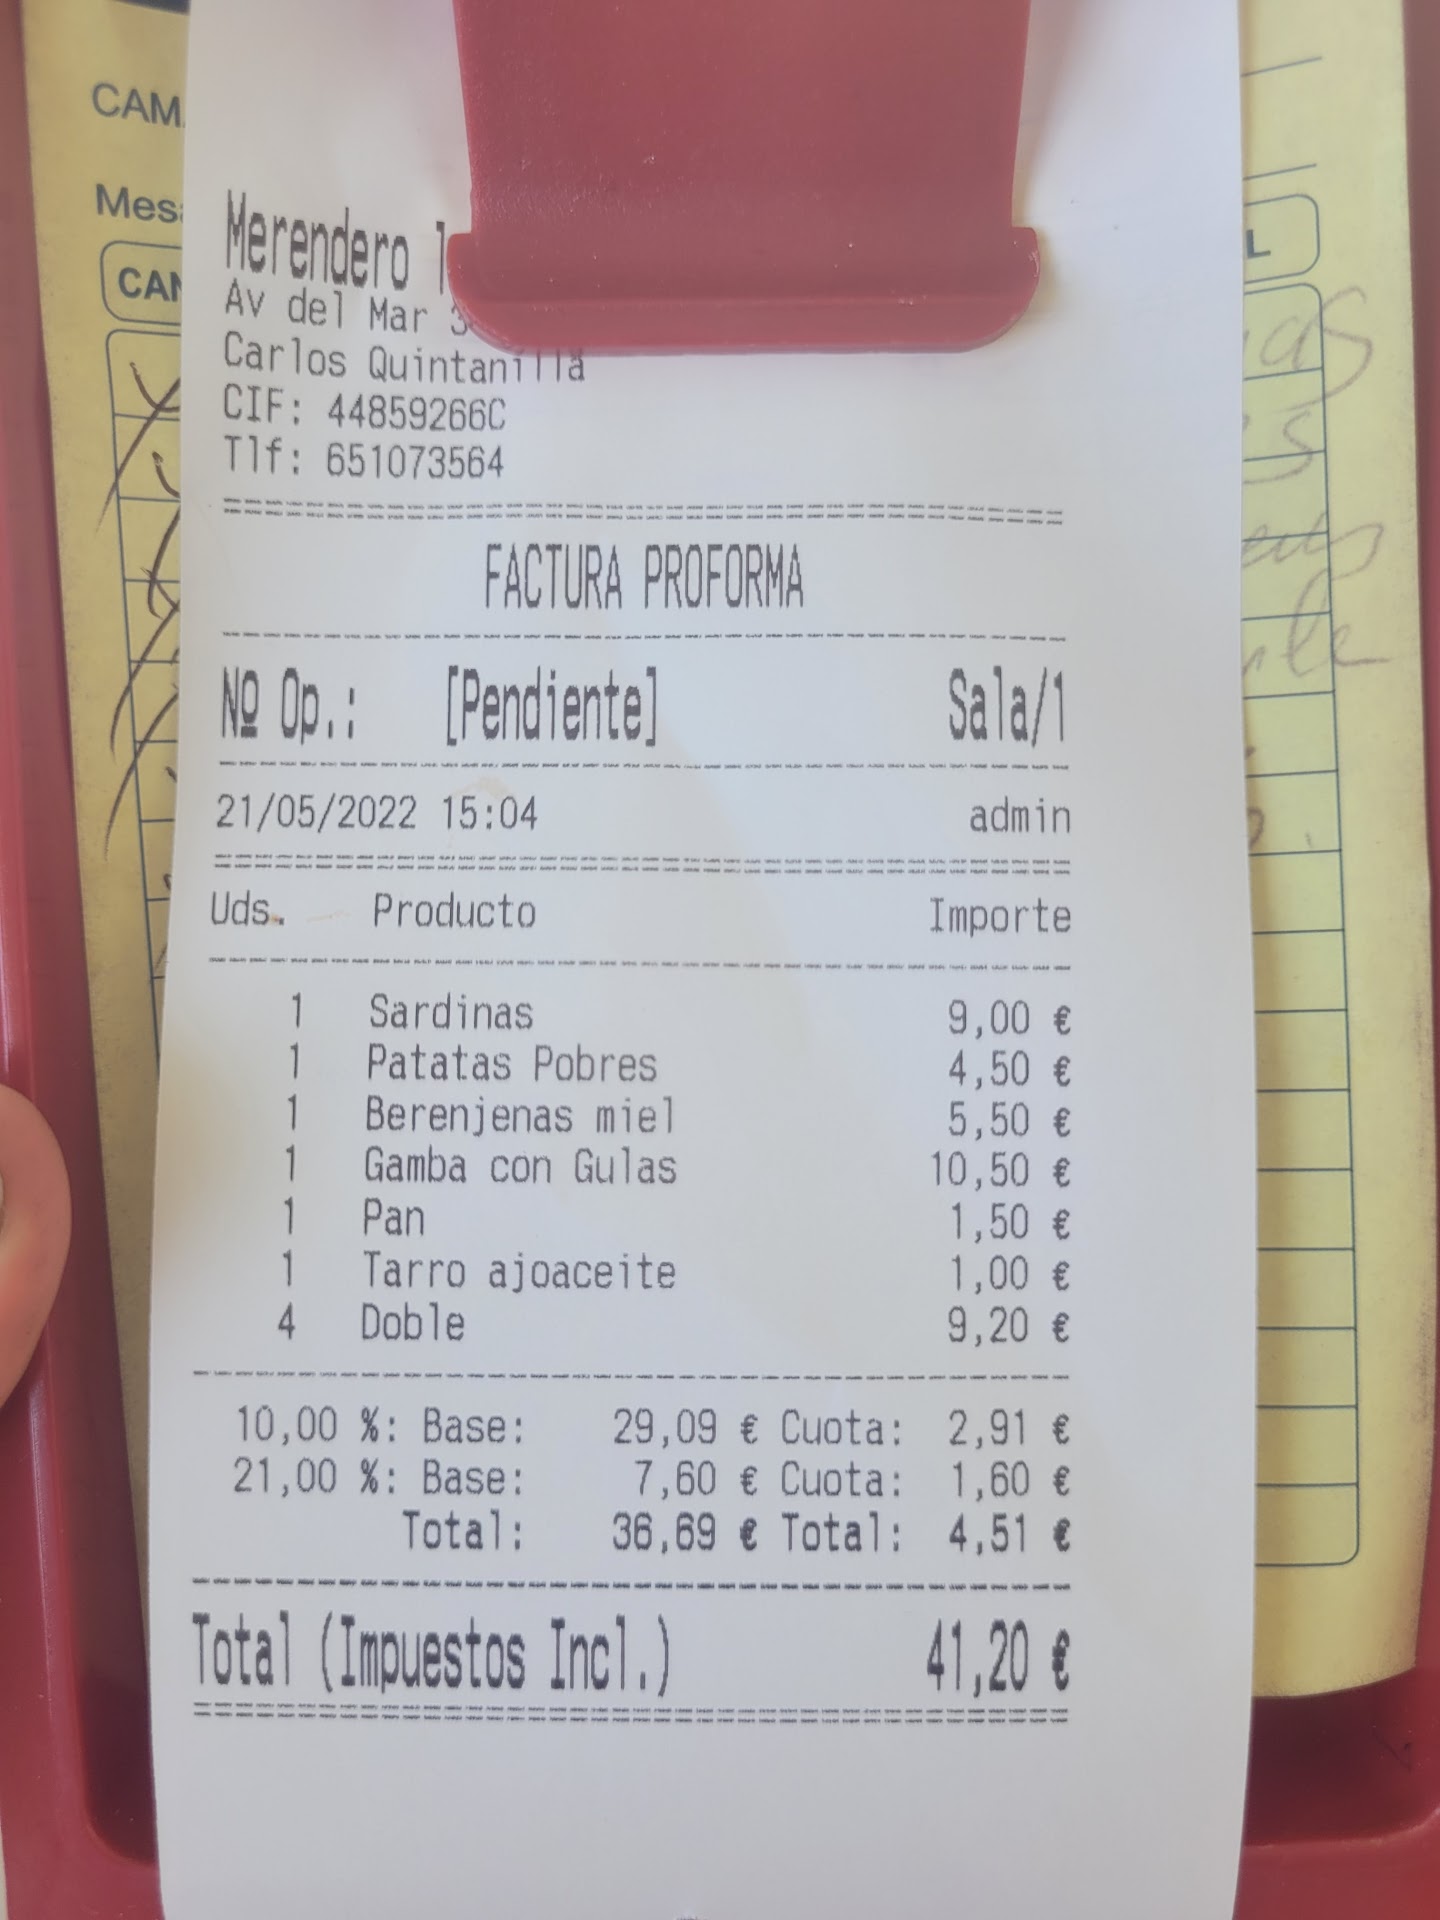 Merendero
Av del Mar 3
Carlos Quintanilla
CIF: 44859266C
Tlf: 651073564
FACTURA PROFORMA
Nº Op.: [Pendiente] Sala/1
21/05/2022 15:04 admin
Uds. Producto Importe
1 Sardinas 9,00 €
1 Patatas Pobres 4,50 €
1 Berenjenas miel 5,50 €
1 Gamba con Gulas 10,50 €
1 Pan 1,50 €
1 Tarro ajoaceite 1,00 €
4 Doble 9,20 €
10,00 %: Base: 29,09 € Cuota: 2,91 €
21,00 %: Base: 7,60 € Cuota: 1,60 €
Total: 36,69 € Total: 4,51 €
Total (Impuestos Incl.) 41,20 €